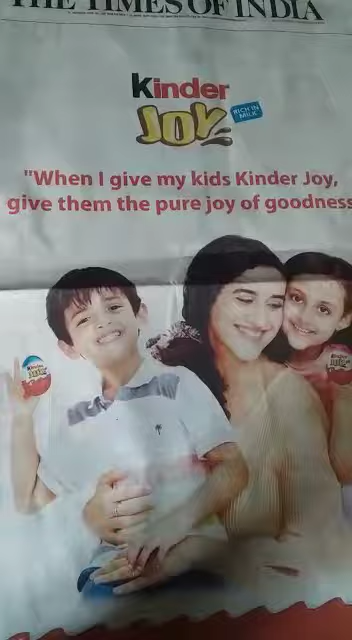 THE TIMES OF INDIA
Kinder
JOY
RICH IN
MILK
"When I give my kids Kinder Joy,
give them the pure joy of goodness